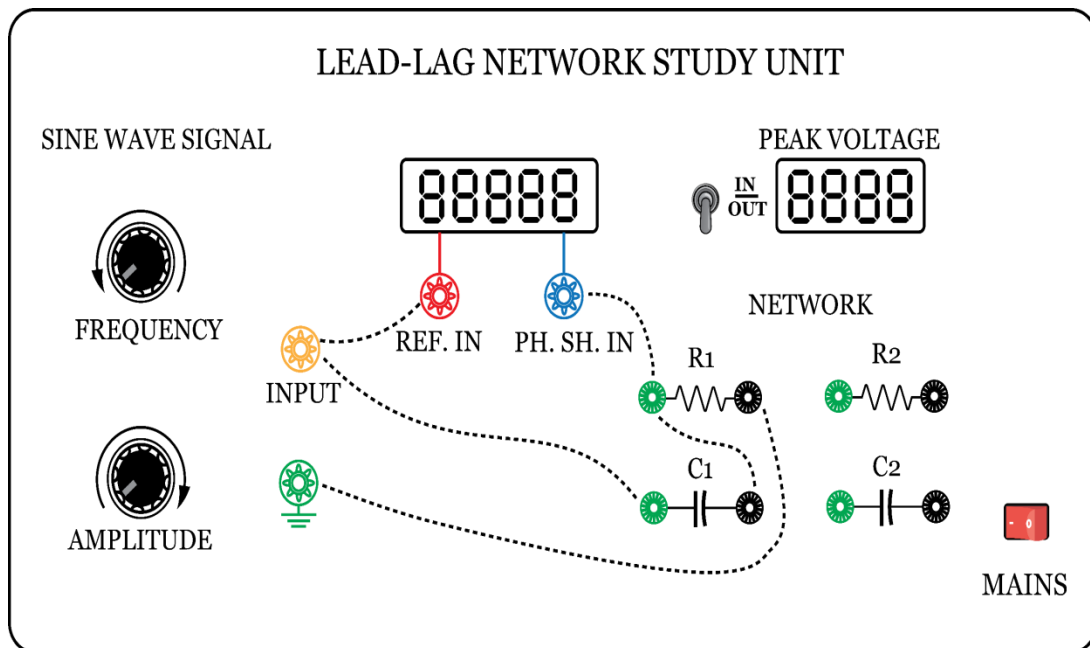 LEAD-LAG NETWORK STUDY UNIT
SINE WAVE SIGNAL
PEAK VOLTAGE
88888
IN
OUT
8888
FREQUENCY
REF. IN
PH. SH. IN
NETWORK
INPUT
R1
R2
AMPLITUDE
C1
C2
- 0
MAINS